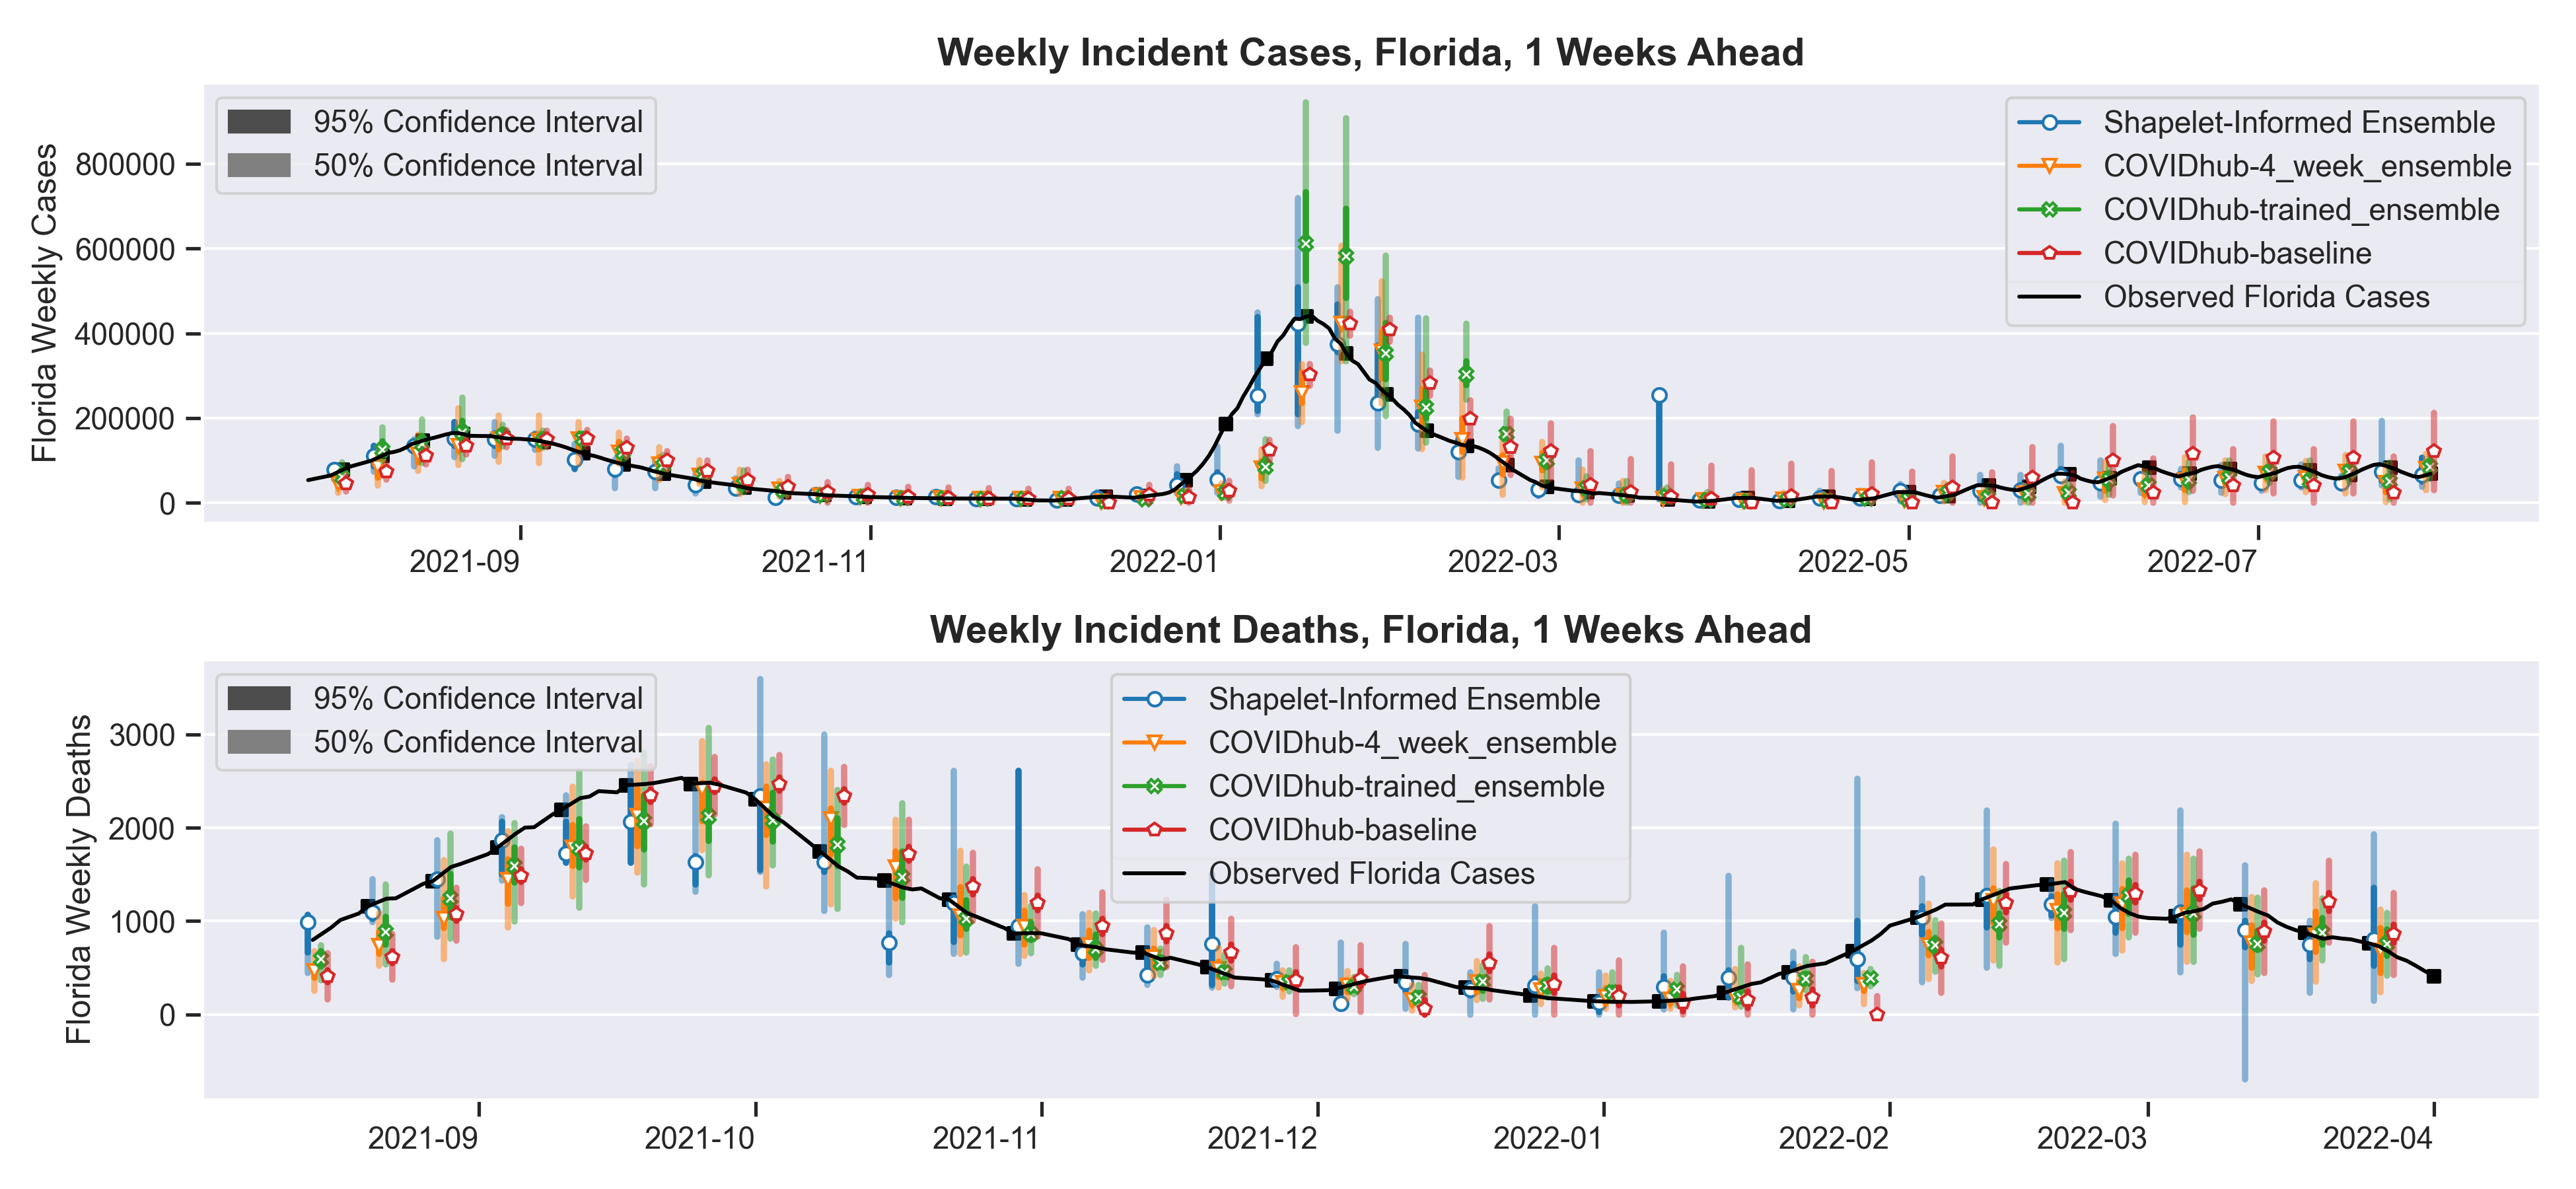 Weekly Incident Cases, Florida, 1 Weeks Ahead
Florida Weekly Cases
800000
600000
400000
200000
0
95% Confidence Interval
50% Confidence Interval
Shapelet-Informed Ensemble
COVIDhub-4_week_ensemble
COVIDhub-trained_ensemble
COVIDhub-baseline
Observed Florida Cases
2021-09
2021-11
2022-01
2022-03
2022-05
2022-07
Weekly Incident Deaths, Florida, 1 Weeks Ahead
Florida Weekly Deaths
3000
2000
1000
0
95% Confidence Interval
50% Confidence Interval
Shapelet-Informed Ensemble
COVIDhub-4_week_ensemble
COVIDhub-trained_ensemble
COVIDhub-baseline
Observed Florida Cases
2021-09
2021-10
2021-11
2021-12
2022-01
2022-02
2022-03
2022-04